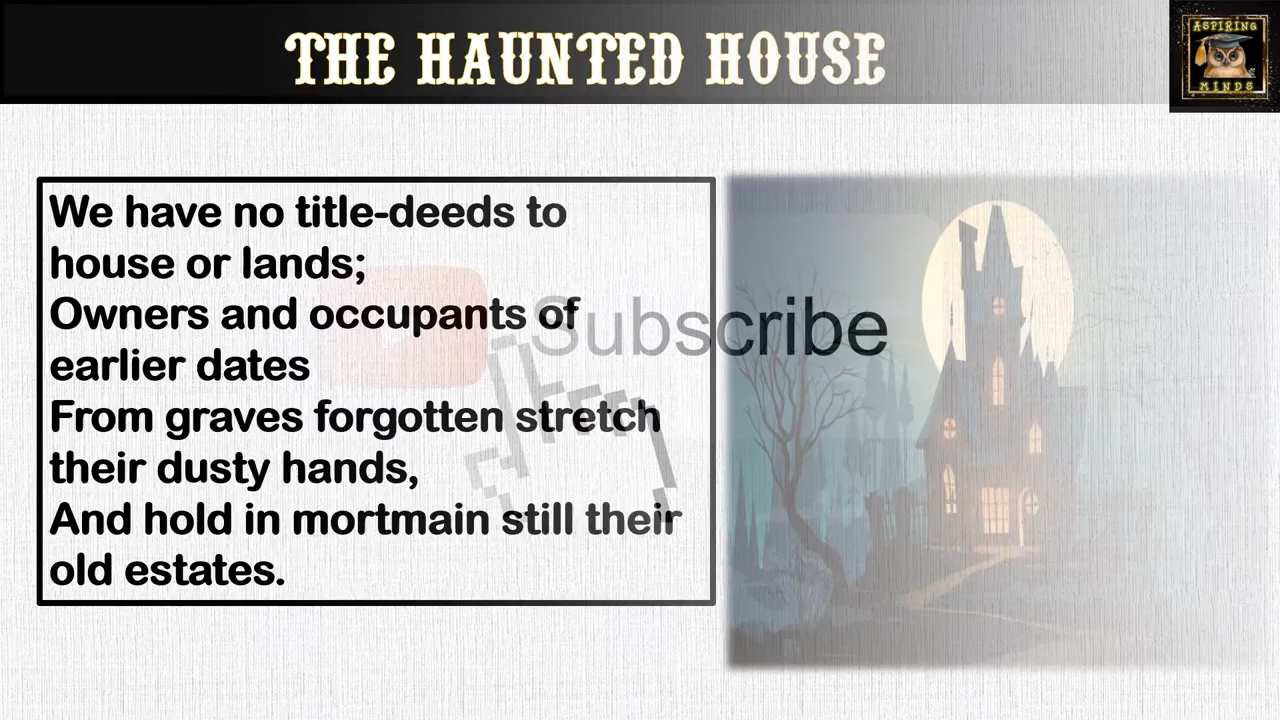 THE HAUNTED HOUSE
ASPIRING
MINDS
We have no title-deeds to
house or lands;
Owners and occupants of
earlier dates
From graves forgotten stretch
their dusty hands,
And hold in mortmain still their
old estates.
Subscribe